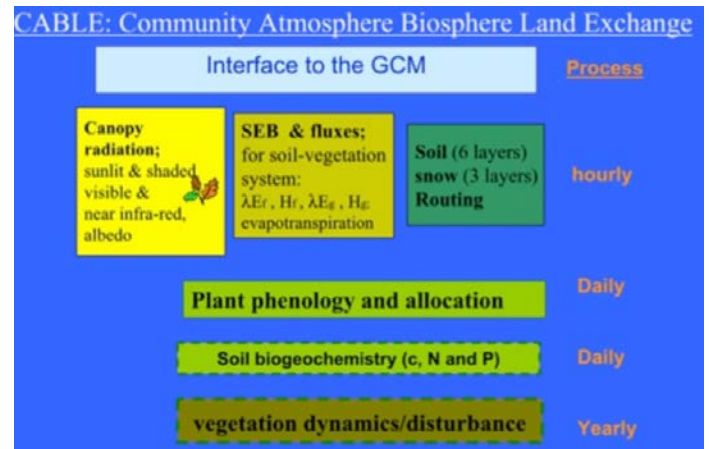 CABLE: Community Atmosphere Biosphere Land Exchange
Interface to the GCM
Process
Canopy
radiation;
sunlit & shaded
visible &
near infra-red,
albedo
SEB & fluxes;
for soil-vegetation
system:
λEf, Hf, λEg, Hg;
evapotranspiration
Soil (6 layers)
snow (3 layers)
Routing
hourly
Plant phenology and allocation
Daily
Soil biogeochemistry (c, N and P)
Daily
vegetation dynamics/disturbance
Yearly